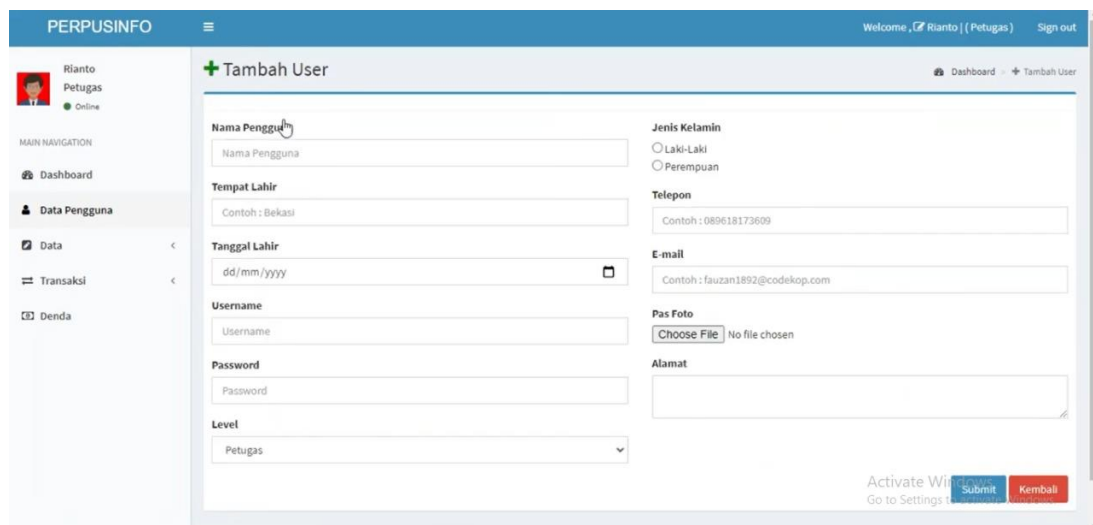 PERPUSINFO
Welcome , Rianto | ( Petugas )
Sign out
Rianto
Petugas
Online
MAIN NAVIGATION
Dashboard
Data Pengguna
Data
Transaksi
Denda
Tambah User
Dashboard > Tambah User
Nama Pengguna
Nama Pengguna
Tempat Lahir
Contoh : Bekasi
Tanggal Lahir
dd/mm/yyyy
Username
Username
Password
Password
Level
Petugas
Jenis Kelamin
Laki-Laki
Perempuan
Telepon
Contoh : 089618173609
E-mail
Contoh : fauzan1892@codekop.com
Pas Foto
Choose File No file chosen
Alamat
Submit
Kembali
Activate Windows
Go to Settings to activate Windows.